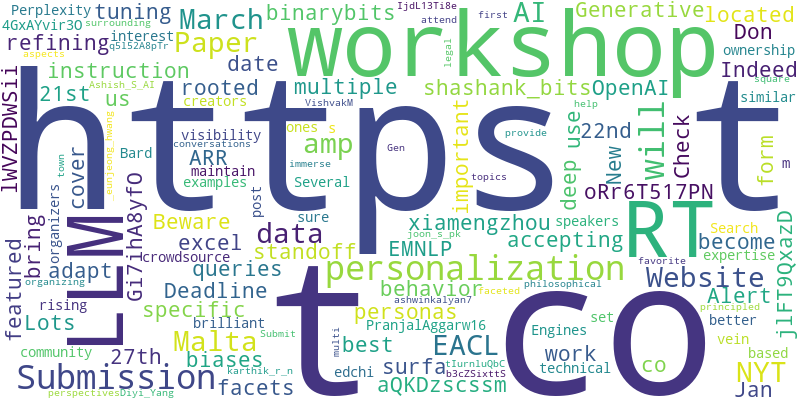 Perplexity tuning March binarybits IjdL13Ti8e attend AI Generative located
4GxAYvir3O surrounding interest first Don
refining q5152A8pTr Paper date workshop ownership
instruction Ashish_S_AI rooted multiple shashank_bits OpenAI legal Indeed square
21st us creators VishvakM similar
lWVZPDWSii https t help
cover visibility ones s amp 22nd will Check
_eunjeong_hwang conversations important deep use New form
Bard ARR immerse Gen provide m
town maintain topics
organizers examples Several post data xiamengzhou accepting RT oRr6T517PN
LLM Gi7ihA8yfO Beware sure standoff EMNLP joon_s_pk speakers Search become
bring excel crowdsource personalization favorite expertise
featured adapt queries behavior ashwinkalyan7 philosophical Website jlFT9QxazD
rising Deadline t co faceted Alert
organizing specific personas PranjalAggarw16 Engines set better
Lots brilliant vein
community 27th Malta multi best EACL work based principled
biases surfa edchi technical co NYT
Submission Submit karthik_r_n tIurnluQbC
perspectives Diyi_Yang facets aQKDzscssm b3cZSixttS aspects Jan